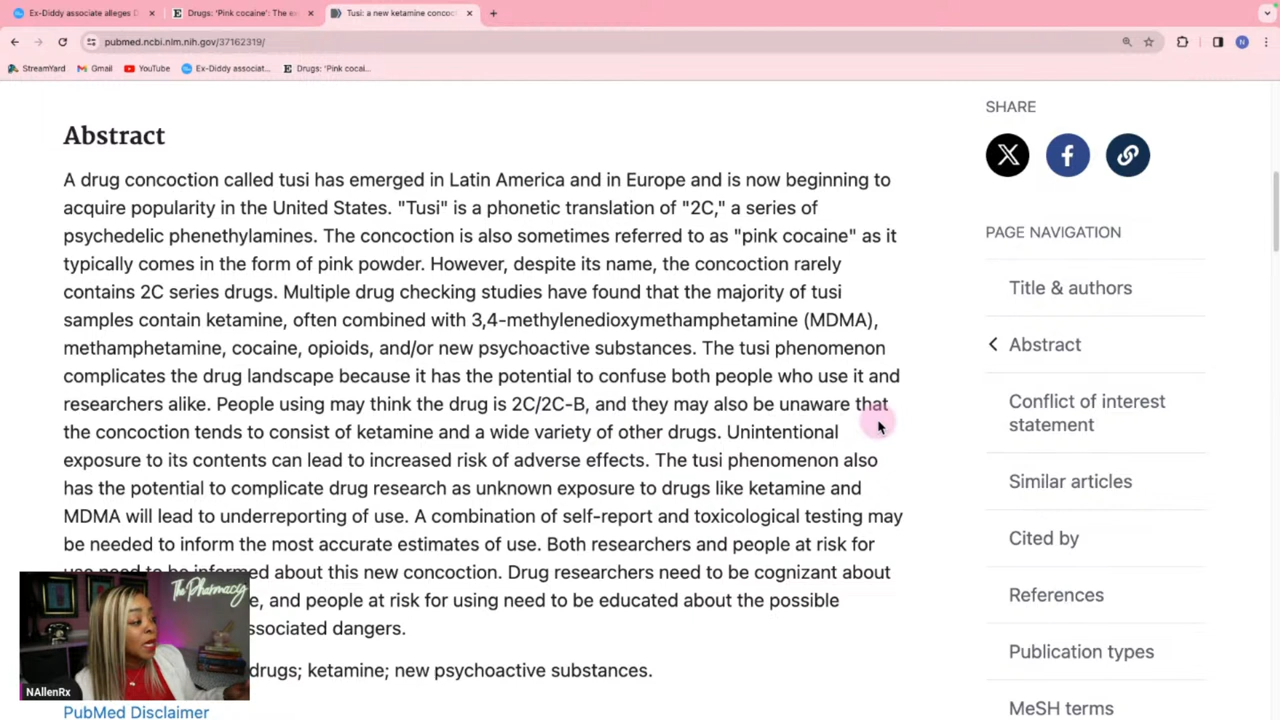 Ex-Diddy associate alleges D
Drugs: 'Pink cocaine': The ex
Tusi: a new ketamine concoc
pubmed.ncbi.nlm.nih.gov/37162319/
N
StreamYard
Gmail
YouTube
Ex-Diddy associat...
Drugs: 'Pink cocai...
Abstract
A drug concoction called tusi has emerged in Latin America and in Europe and is now beginning to
acquire popularity in the United States. "Tusi" is a phonetic translation of "2C," a series of
psychedelic phenethylamines. The concoction is also sometimes referred to as "pink cocaine" as it
typically comes in the form of pink powder. However, despite its name, the concoction rarely
contains 2C series drugs. Multiple drug checking studies have found that the majority of tusi
samples contain ketamine, often combined with 3,4-methylenedioxymethamphetamine (MDMA),
methamphetamine, cocaine, opioids, and/or new psychoactive substances. The tusi phenomenon
complicates the drug landscape because it has the potential to confuse both people who use it and
researchers alike. People using may think the drug is 2C/2C-B, and they may also be unaware that
the concoction tends to consist of ketamine and a wide variety of other drugs. Unintentional
exposure to its contents can lead to increased risk of adverse effects. The tusi phenomenon also
has the potential to complicate drug research as unknown exposure to drugs like ketamine and
MDMA will lead to underreporting of use. A combination of self-report and toxicological testing may
be needed to inform the most accurate estimates of use. Both researchers and people at risk for
use need to be informed about this new concoction. Drug researchers need to be cognizant about
e, and people at risk for using need to be educated about the possible
ssociated dangers.
drugs; ketamine; new psychoactive substances.
PubMed Disclaimer
SHARE
PAGE NAVIGATION
Title & authors
Abstract
Conflict of interest
statement
Similar articles
Cited by
References
Publication types
MeSH terms
The Pharmacy
NAllenRx